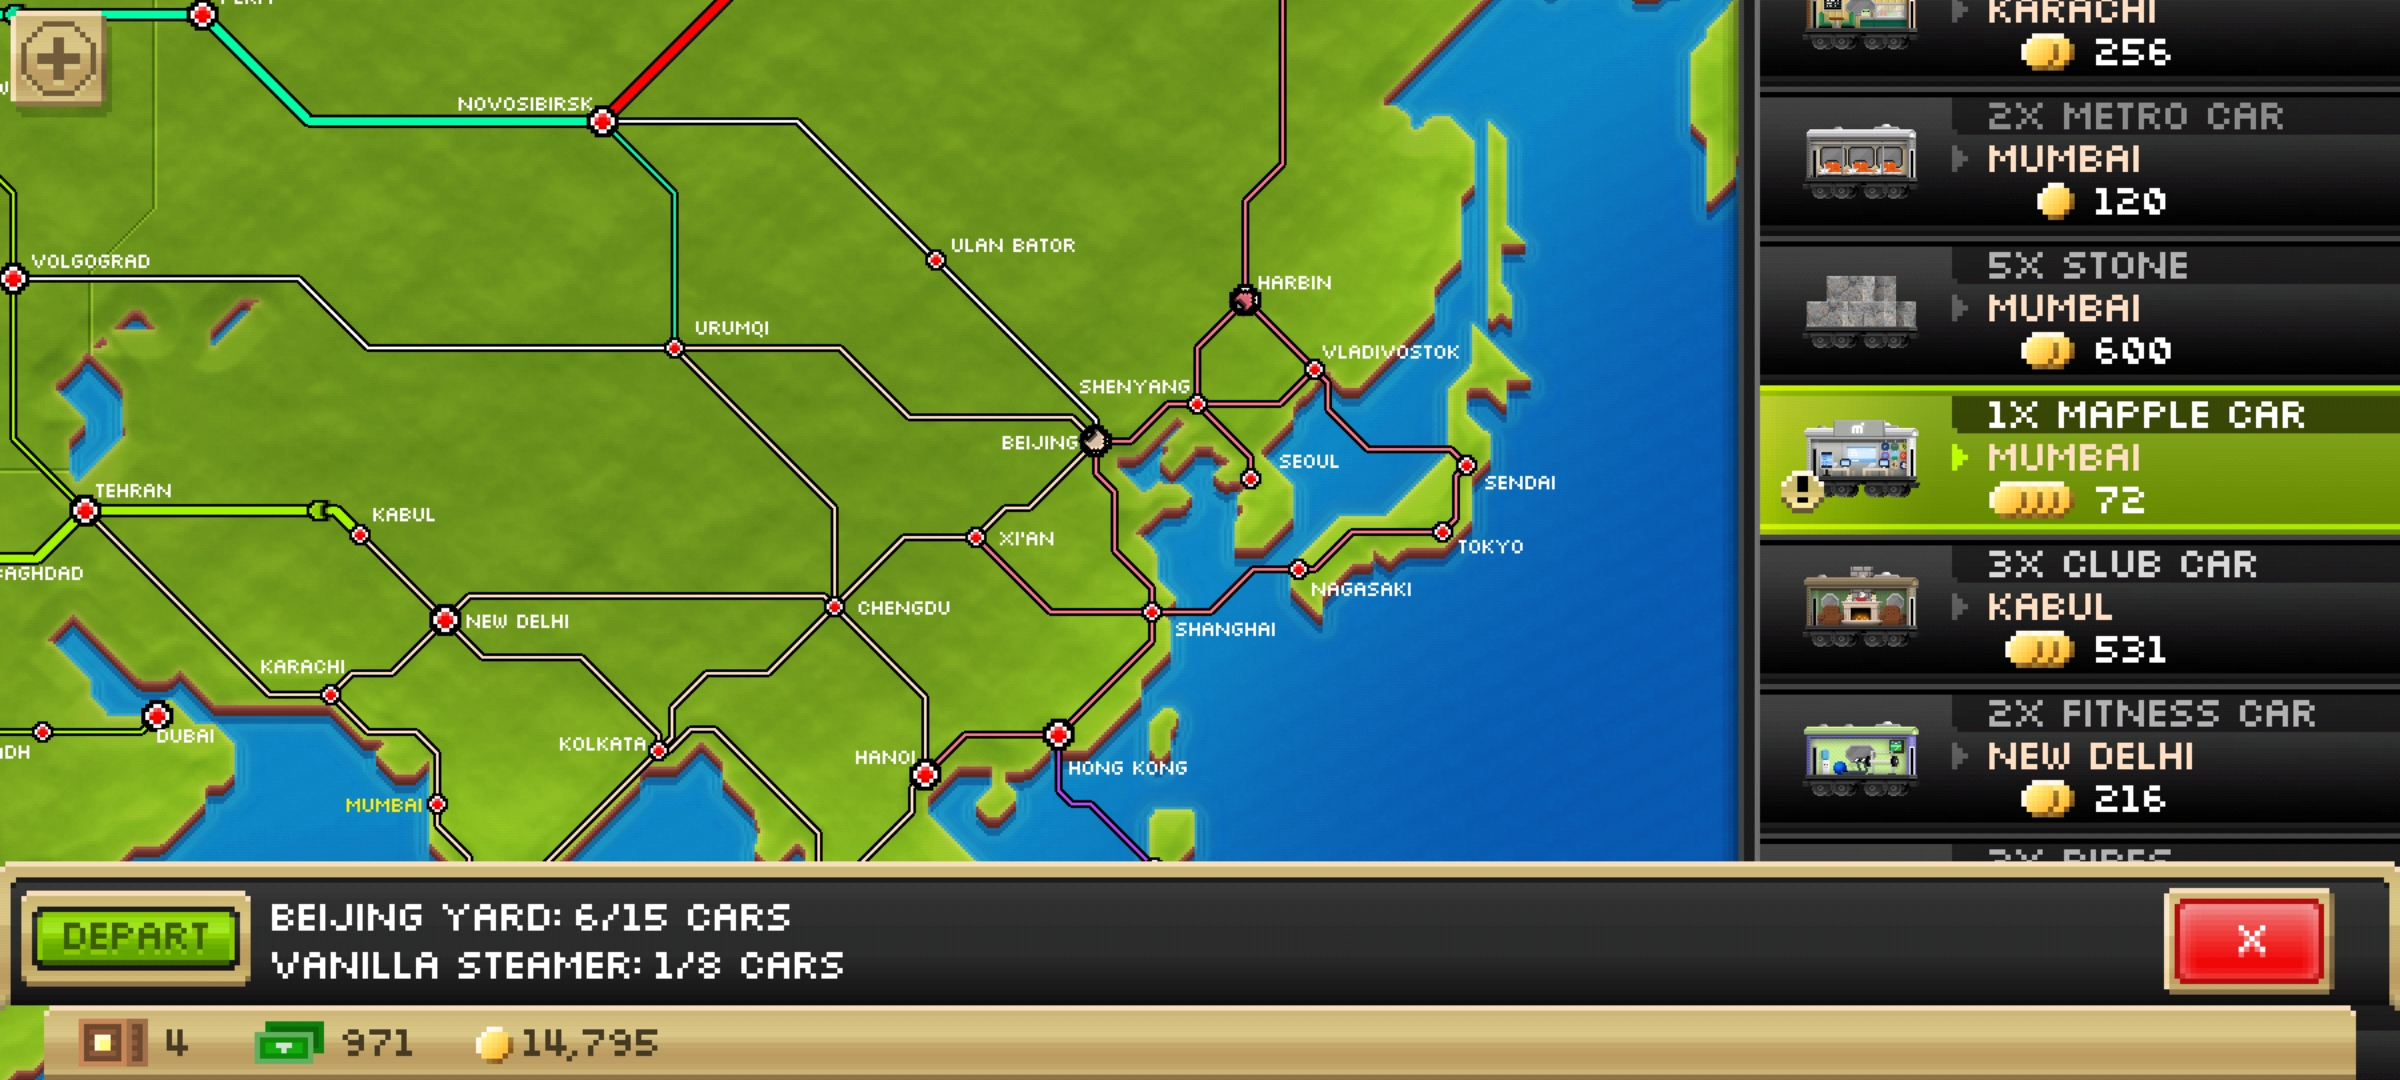 KARACHI
256
NOVOSIBIRSK
2X METRO CAR
MUMBAI
120
ULAN BATOR
VOLGOGRAD
5X STONE
MUMBAI
600
HARBIN
URUMQI
VLADIVOSTOK
SHENYANG
1X MAPPLE CAR
MUMBAI
72
BEIJING
SEOUL
SENDAI
TEHRAN
KABUL
XI'AN
TOKYO
3X CLUB CAR
KABUL
531
AGHDAD
NAGASAKI
CHENGDU
NEW DELHI
SHANGHAI
KARACHI
2X FITNESS CAR
NEW DELHI
216
DUBAI
DH
KOLKATA
HANOI
HONG KONG
MUMBAI
DEPART
BEIJING YARD: 6/15 CARS
VANILLA STEAMER: 1/8 CARS
X
4
971
14,795